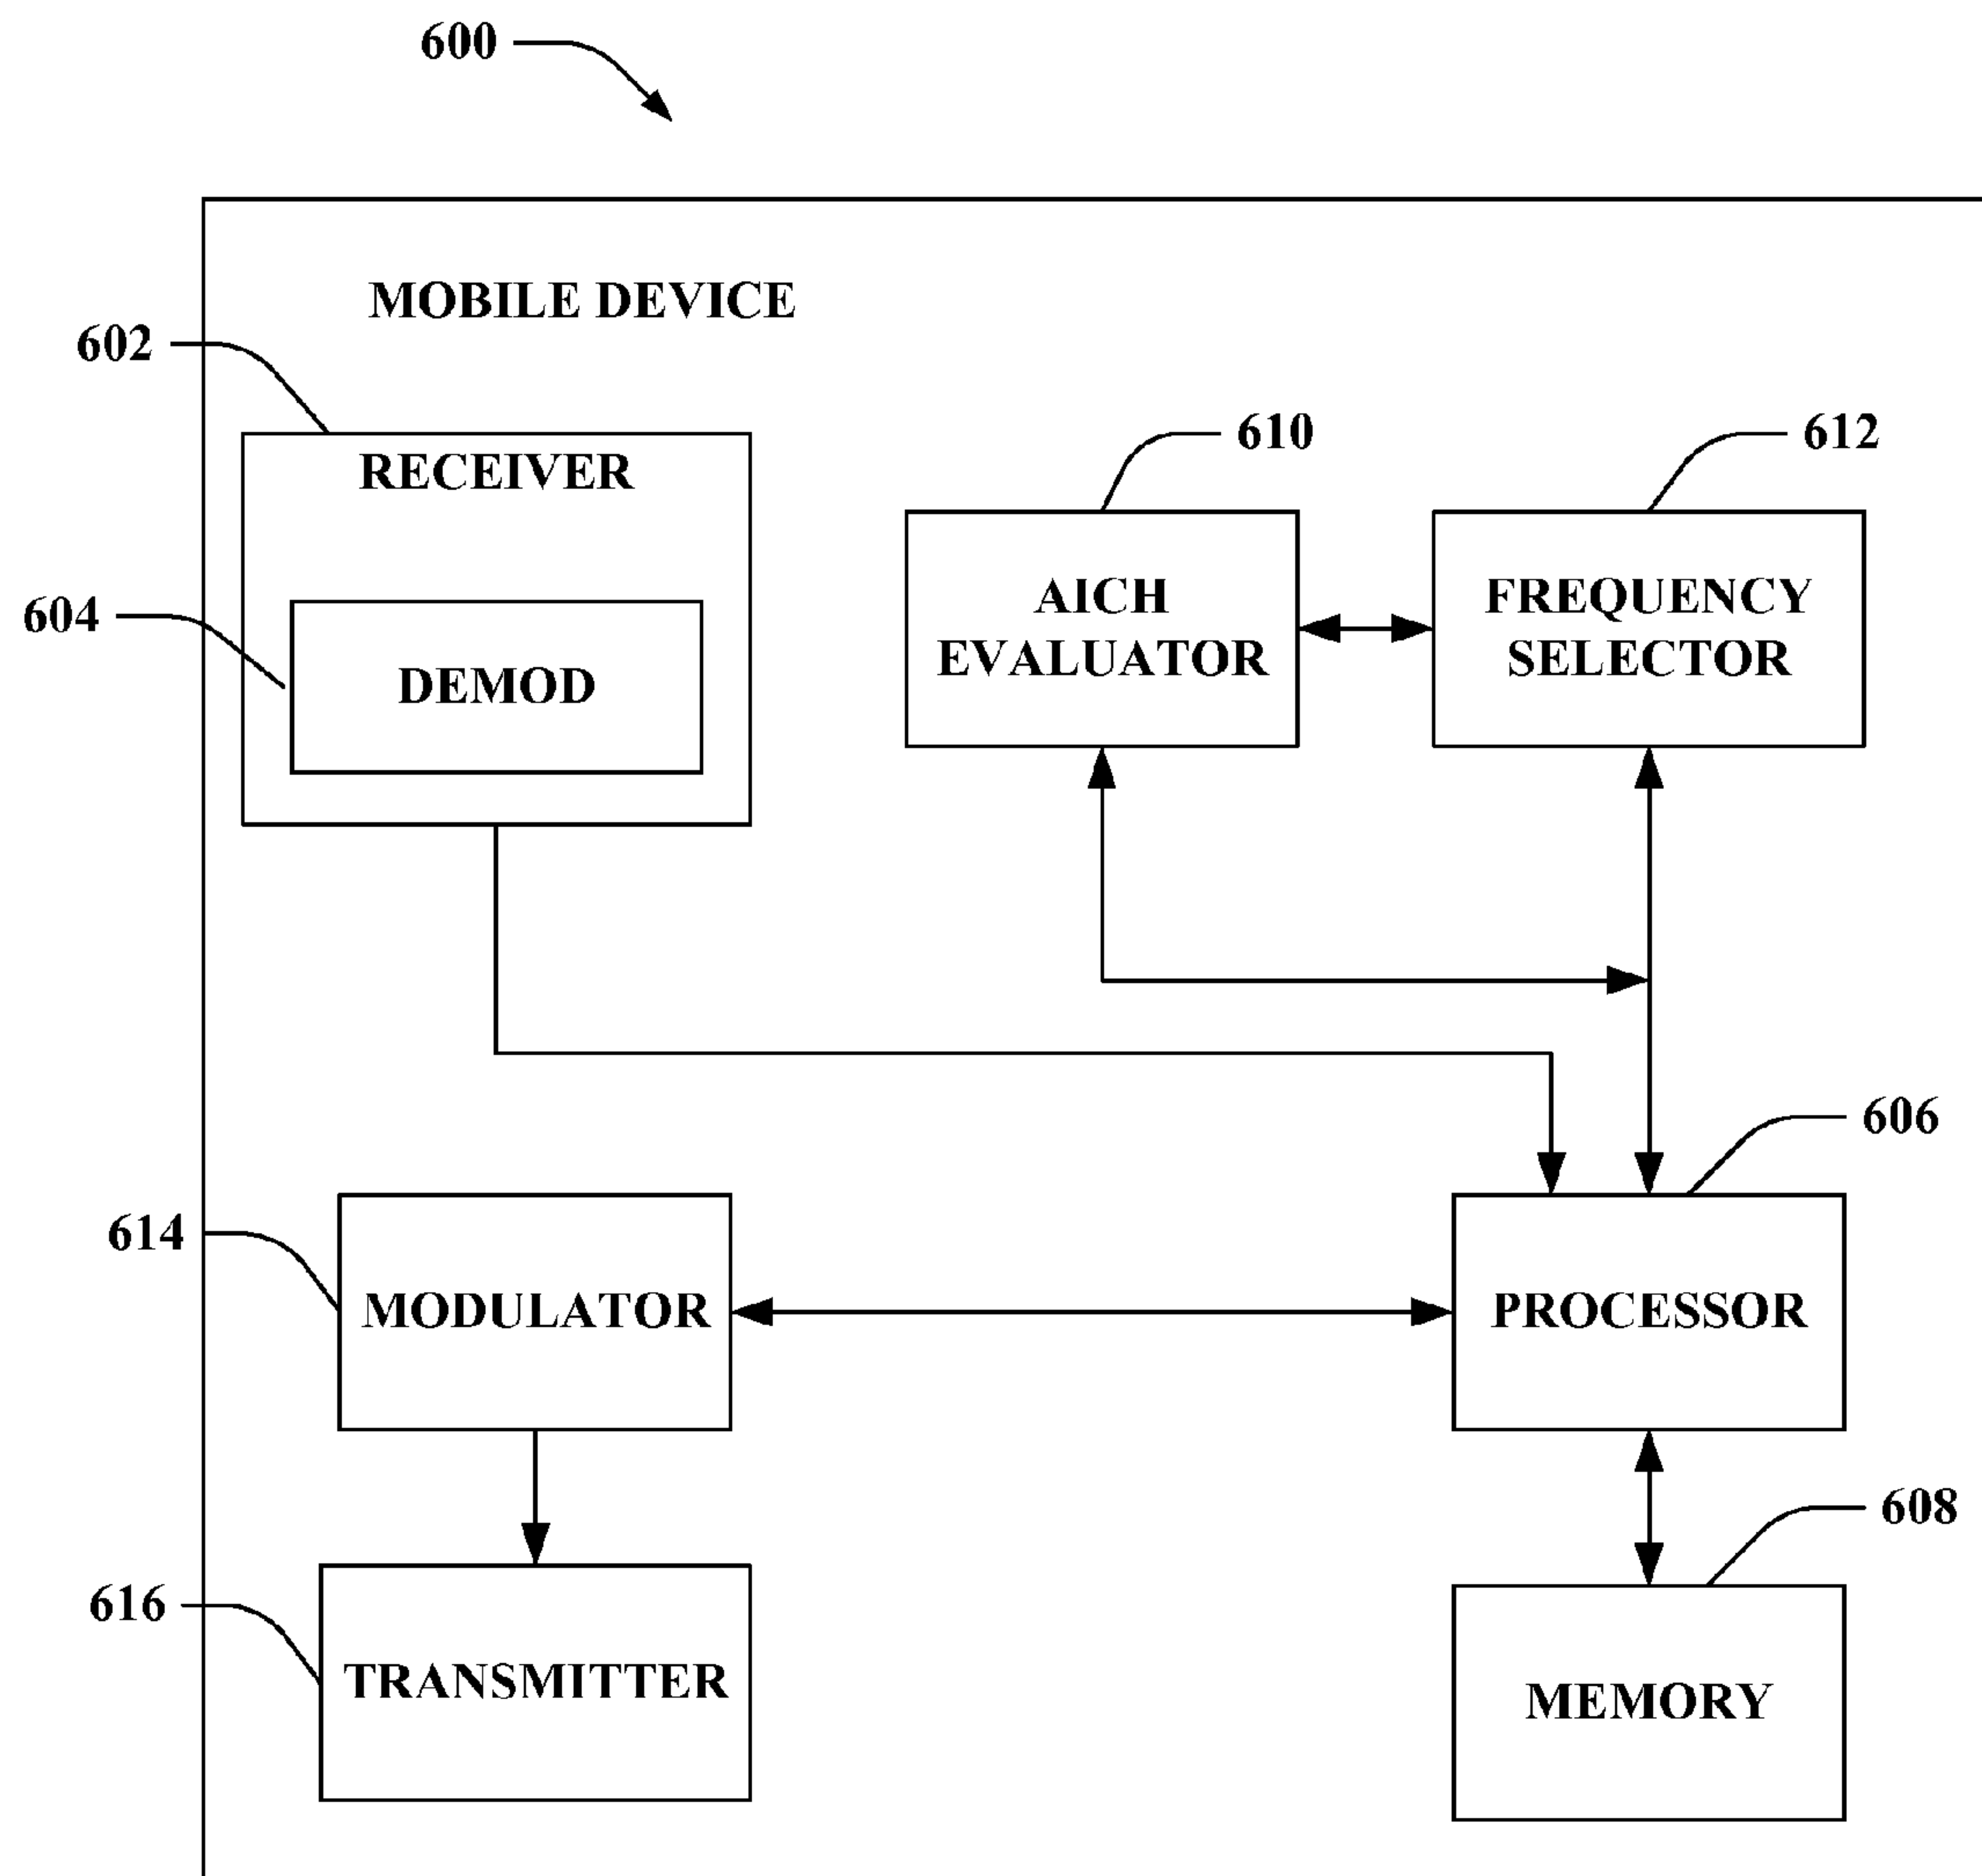 600
MOBILE DEVICE
602
RECEIVER
610
612
604
DEMOD
AICH
EVALUATOR
FREQUENCY
SELECTOR
606
614
MODULATOR
PROCESSOR
608
616
TRANSMITTER
MEMORY